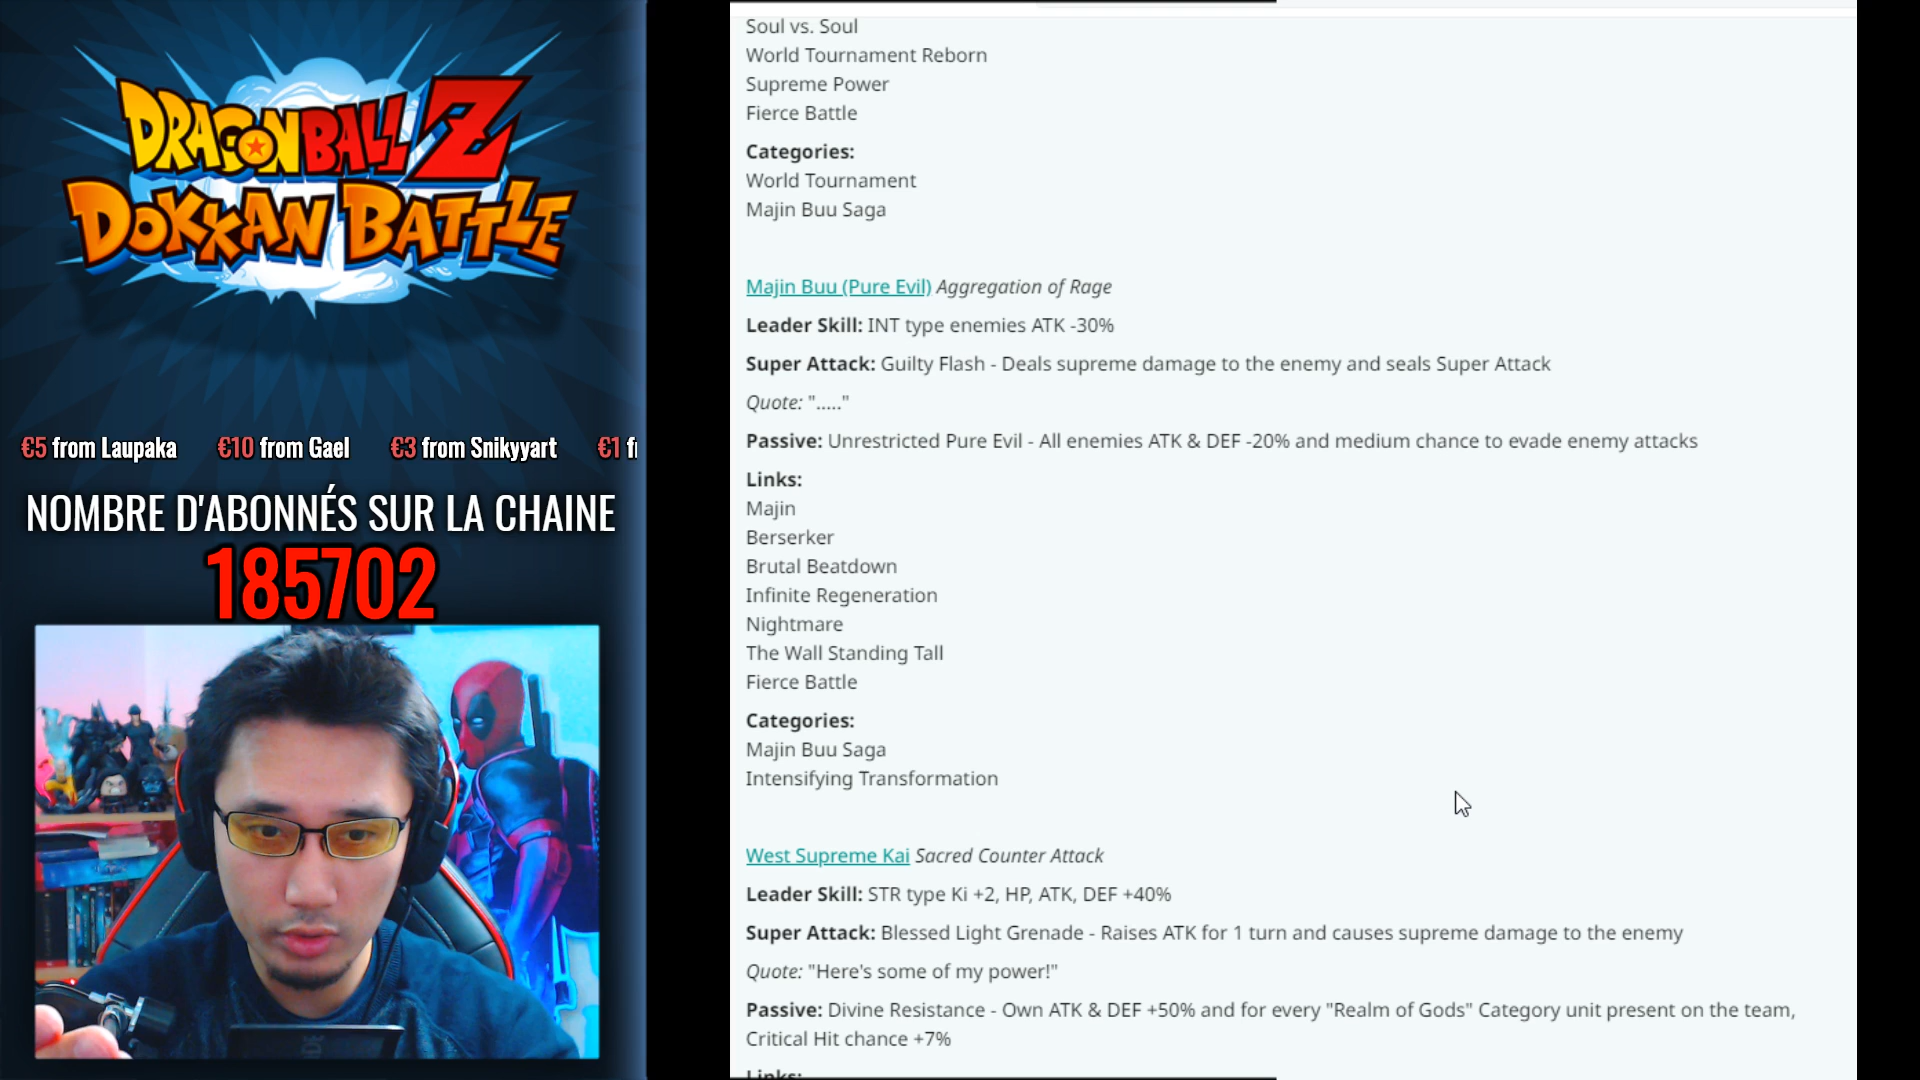 DRAGONBALL Z
DOKKAN BATTLE
€5 from Laupaka €10 from Gael €3 from Snikyyart €1
NOMBRE D'ABONNÉS SUR LA CHAINE
185702
Soul vs. Soul
World Tournament Reborn
Supreme Power
Fierce Battle
Categories:
World Tournament
Majin Buu Saga
Majin Buu (Pure Evil) Aggregation of Rage
Leader Skill: INT type enemies ATK -30%
Super Attack: Guilty Flash - Deals supreme damage to the enemy and seals Super Attack
Quote: "....."
Passive: Unrestricted Pure Evil - All enemies ATK & DEF -20% and medium chance to evade enemy attacks
Links:
Majin
Berserker
Brutal Beatdown
Infinite Regeneration
Nightmare
The Wall Standing Tall
Fierce Battle
Categories:
Majin Buu Saga
Intensifying Transformation
West Supreme Kai Sacred Counter Attack
Leader Skill: STR type Ki +2, HP, ATK, DEF +40%
Super Attack: Blessed Light Grenade - Raises ATK for 1 turn and causes supreme damage to the enemy
Quote: "Here's some of my power!"
Passive: Divine Resistance - Own ATK & DEF +50% and for every "Realm of Gods" Category unit present on the team,
Critical Hit chance +7%
Links: